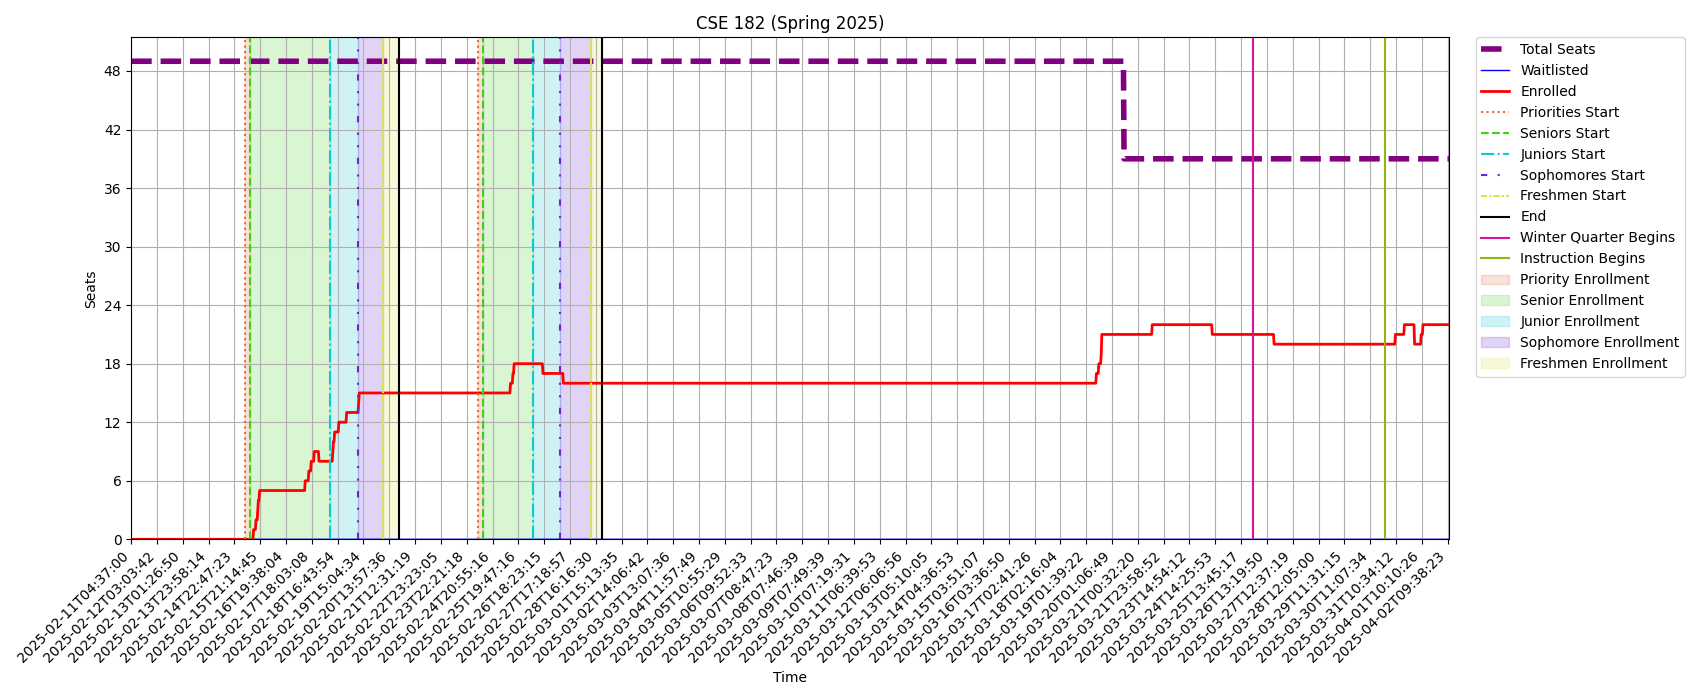 CSE 182 (Spring 2025)
Seats
48
42
36
30
24
18
12
6
0
2025-02-11T04:37:00
2025-02-12T03:03:42
2025-02-13T01:26:50
2025-02-13T23:58:14
2025-02-14T22:47:23
2025-02-15T21:14:45
2025-02-16T19:38:04
2025-02-17T18:03:08
2025-02-18T16:43:54
2025-02-19T15:04:34
2025-02-20T13:57:36
2025-02-21T12:31:19
2025-02-22T23:23:05
2025-02-23T22:21:18
2025-02-24T20:55:16
2025-02-25T19:47:16
2025-02-26T18:23:15
2025-02-27T17:18:57
2025-02-28T16:16:30
2025-03-01T15:13:35
2025-03-02T14:06:42
2025-03-03T13:07:36
2025-03-04T11:57:49
2025-03-05T10:55:29
2025-03-06T09:52:33
2025-03-07T08:47:23
2025-03-08T07:46:39
2025-03-09T07:49:39
2025-03-10T07:19:31
2025-03-11T06:39:53
2025-03-12T06:06:56
2025-03-13T05:10:05
2025-03-14T04:36:53
2025-03-15T03:51:07
2025-03-16T03:36:50
2025-03-17T02:41:26
2025-03-18T02:16:04
2025-03-19T01:39:22
2025-03-20T01:06:49
2025-03-21T00:32:20
2025-03-21T23:58:52
2025-03-23T14:54:12
2025-03-24T14:25:53
2025-03-25T13:45:17
2025-03-26T13:19:50
2025-03-27T12:37:19
2025-03-28T12:05:00
2025-03-29T11:31:15
2025-03-30T11:07:34
2025-03-31T10:34:12
2025-04-01T10:10:26
2025-04-02T09:38:23
Time
Total Seats
Waitlisted
Enrolled
Priorities Start
Seniors Start
Juniors Start
Sophomores Start
Freshmen Start
End
Winter Quarter Begins
Instruction Begins
Priority Enrollment
Senior Enrollment
Junior Enrollment
Sophomore Enrollment
Freshmen Enrollment